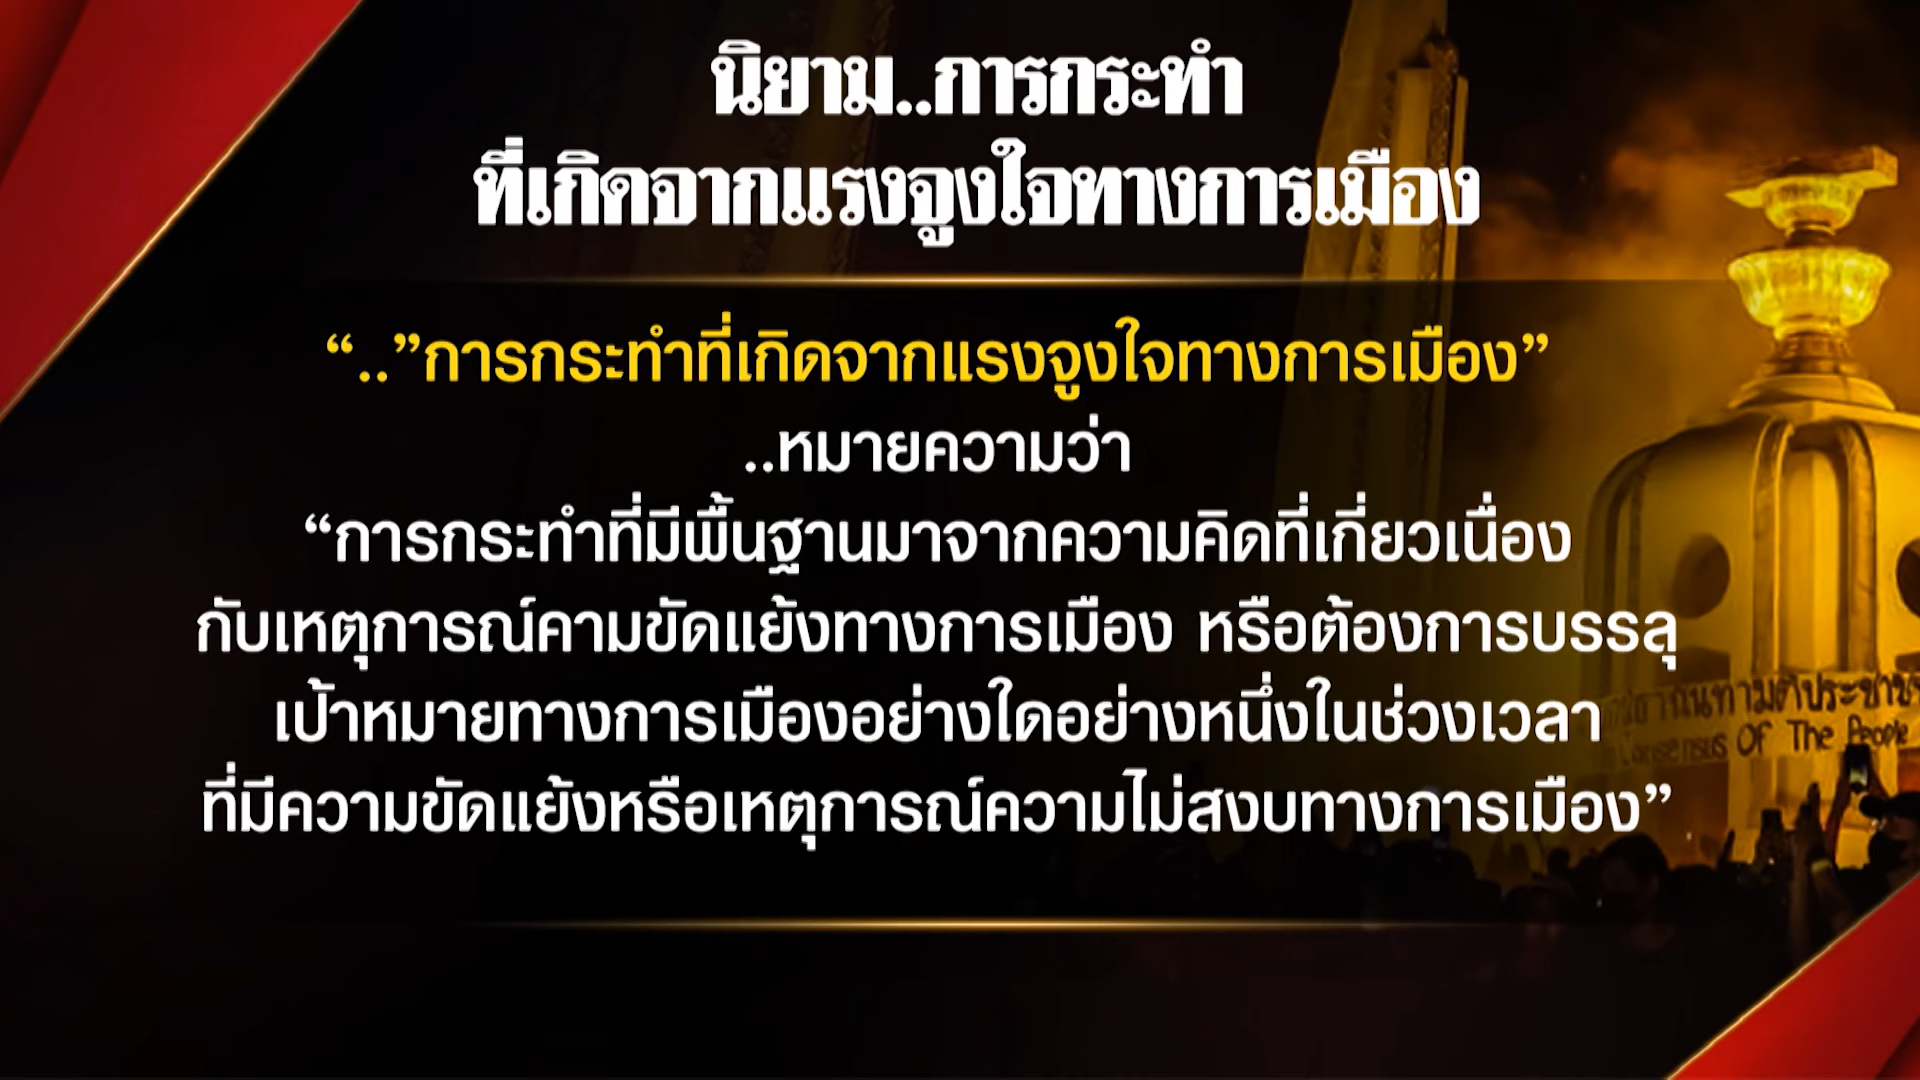 นิยาม..การกระทำ
ที่เกิดจากแรงจูงใจทางการเมือง
“..”การกระทำที่เกิดจากแรงจูงใจทางการเมือง”
..หมายความว่า
“การกระทำที่มีพื้นฐานมาจากความคิดที่เกี่ยวเนื่อง
กับเหตุการณ์คามขัดแย้งทางการเมือง หรือต้องการบรรลุ
เป้าหมายทางการเมืองอย่างใดอย่างหนึ่งในช่วงเวลา
ที่มีความขัดแย้งหรือเหตุการณ์ความไม่สงบทางการเมือง”
มติประชาช
Consensus Of The People